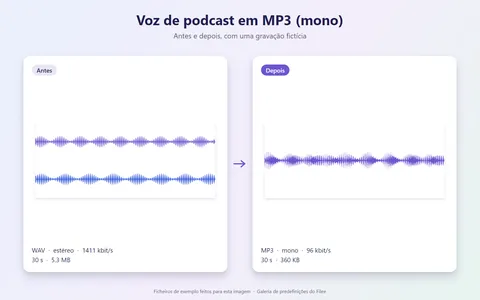 Voz de podcast em MP3 (mono)
Antes e depois, com uma gravação fictícia
Antes
WAV · estéreo · 1411 kbit/s
30 s · 5.3 MB
Depois
MP3 · mono · 96 kbit/s
30 s · 360 KB
Ficheiros de exemplo feitos para esta imagem · Galeria de predefinições do Filex